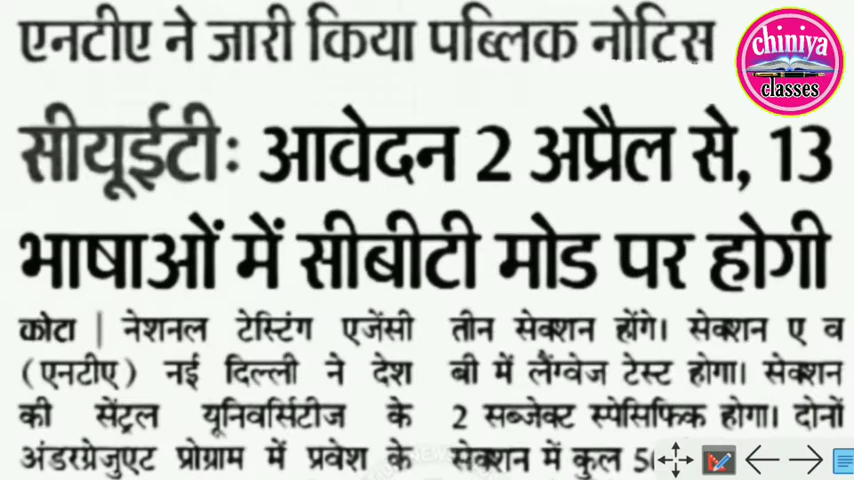 एनटीए ने जारी किया पब्लिक नोटिस
chiniya
classes
सीयूईटीः आवेदन 2 अप्रैल से, 13
भाषाओं में सीबीटी मोड पर होगी
कोटा | नेशनल टेस्टिंग एजेंसी
(एनटीए) नई दिल्ली ने देश
की सेंट्रल यूनिवर्सिटीज के
अंडरग्रेजुएट प्रोग्राम में प्रवेश के
तीन सेक्शन होंगे। सेक्शन ए व
बी में लैंग्वेज टेस्ट होगा। सेक्शन
2 सब्जेक्ट स्पेसिफिक होगा। दोनों
सेक्शन में कुल